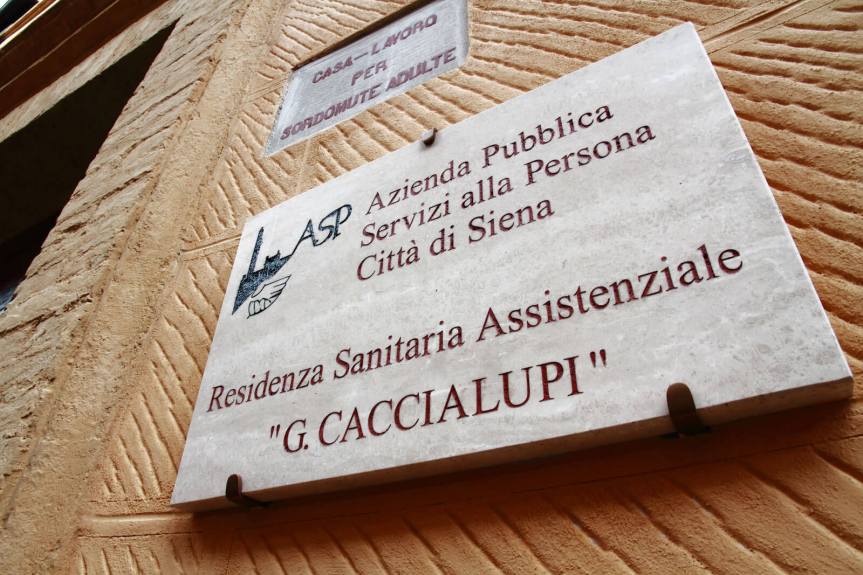 CASA-LAVORO
PER
SORDOMUTE ADULTE
ASP
Azienda Pubblica
Servizi alla Persona
Città di Siena
Residenza Sanitaria Assistenziale
"G. CACCIALUPI"